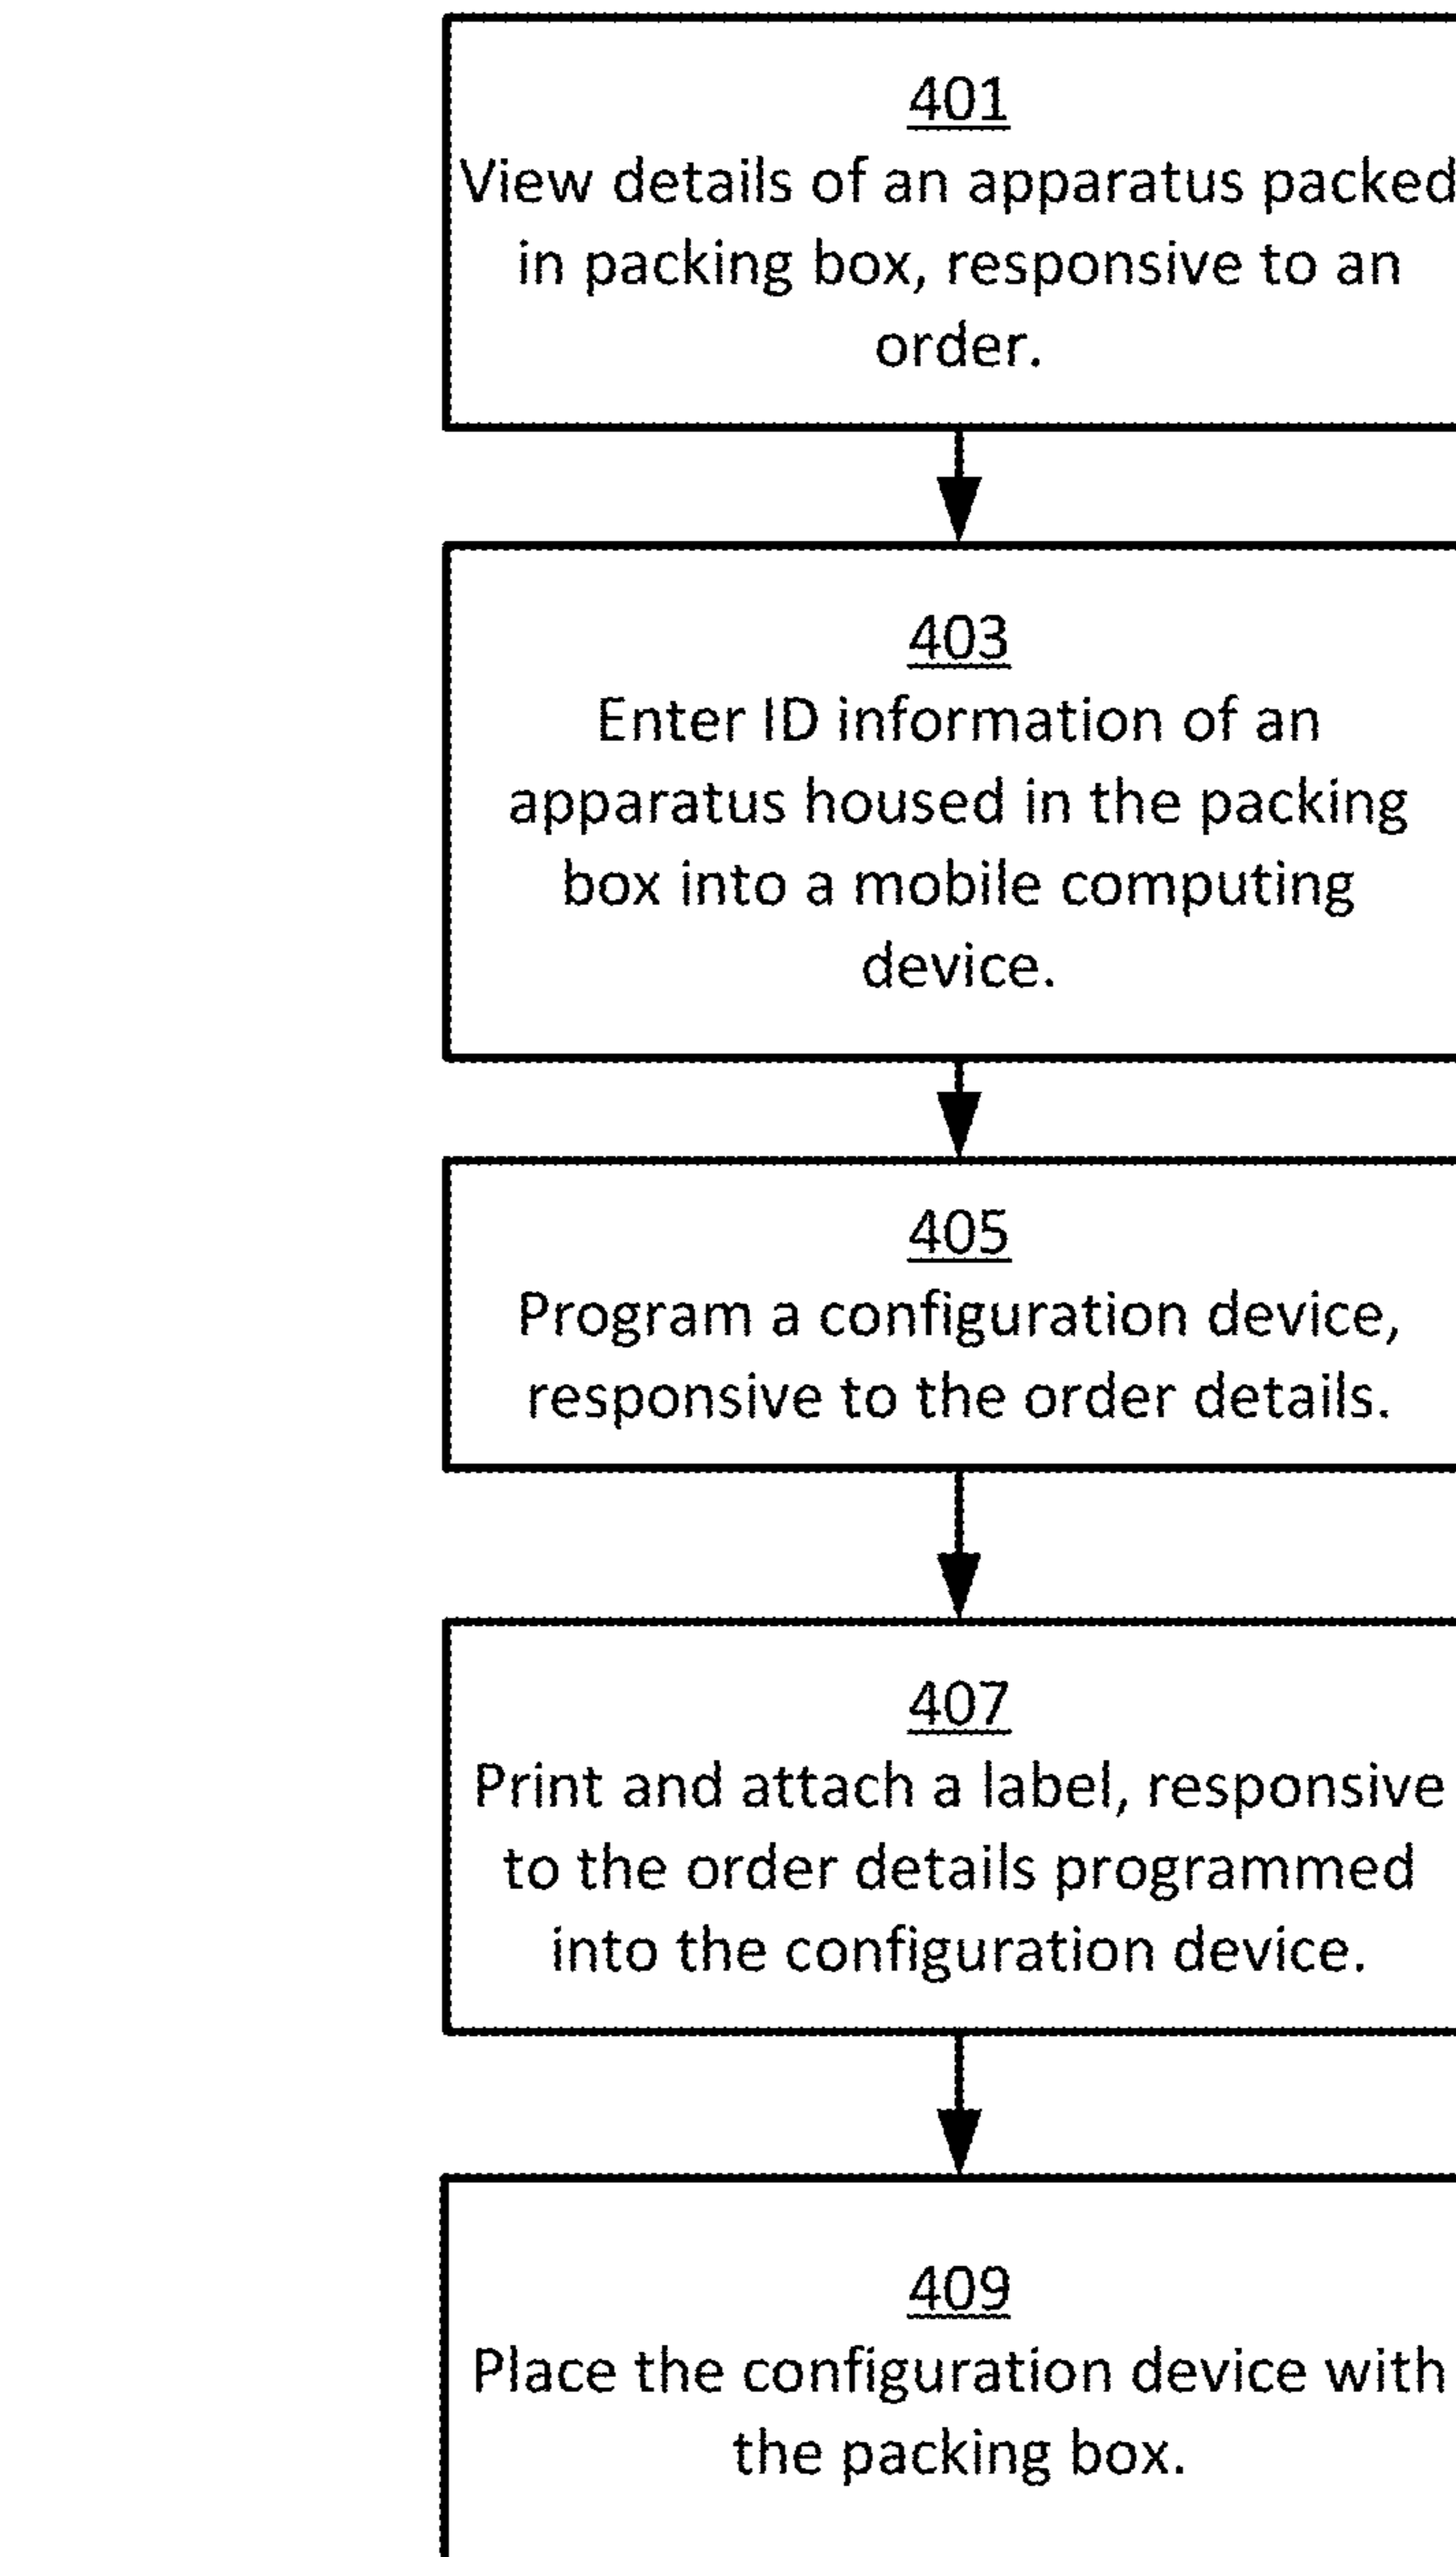 401
View details of an apparatus packed
in packing box, responsive to an
order.
403
Enter ID information of an
apparatus housed in the packing
box into a mobile computing
device.
405
Program a configuration device,
responsive to the order details.
407
Print and attach a label, responsive
to the order details programmed
into the configuration device.
409
Place the configuration device with
the packing box.